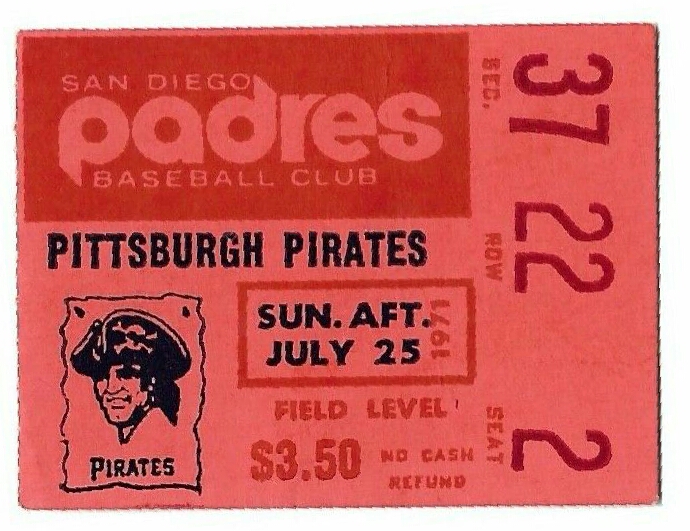 SAN DIEGO
padres
BASEBALL CLUB
PITTSBURGH PIRATES
SUN. AFT.
JULY 25
1971
PIRATES
FIELD LEVEL
$3.50 NO CASH
REFUND
SEC. 37
ROW 22
SEAT 2